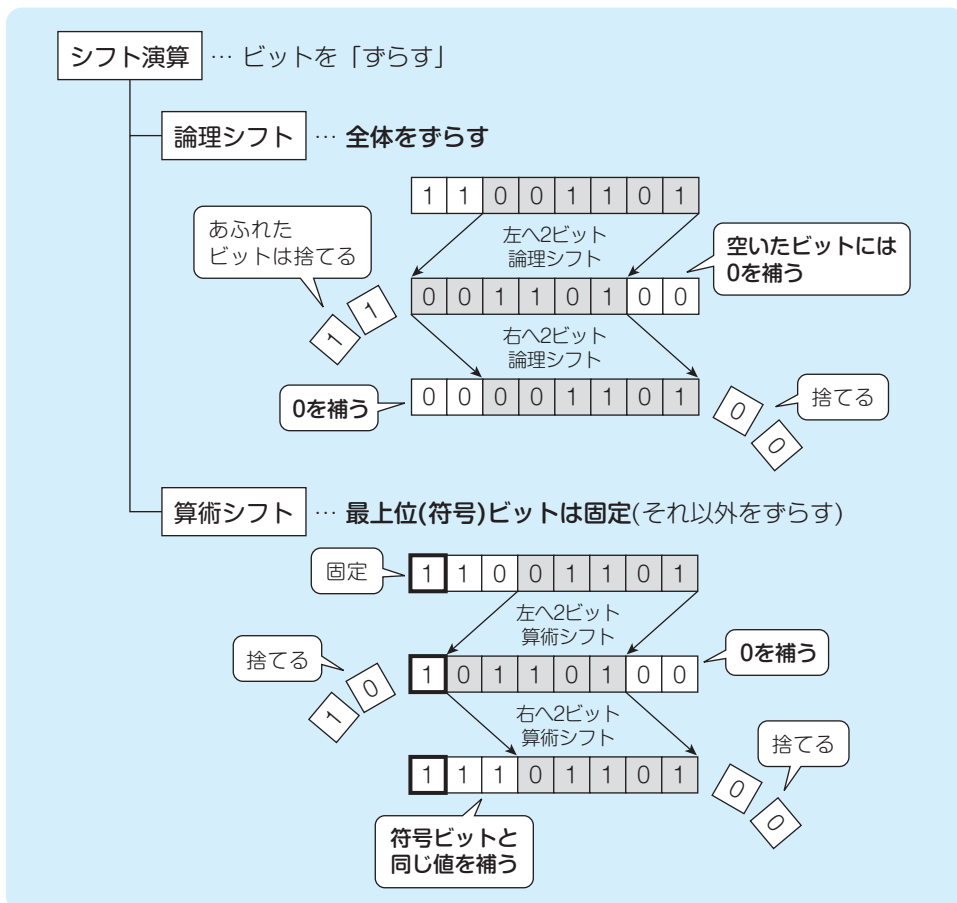 シフト演算 … ビットを「ずらす」
論理シフト … 全体をずらす
1 1 0 0 1 1 0 1
あふれた
ビットは捨てる
左へ2ビット
論理シフト
空いたビットには
0を補う
1 1
0 0 1 1 0 1 0 0
右へ2ビット
論理シフト
0を補う
0 0 0 0 1 1 0 1
0 0
捨てる
算術シフト … 最上位(符号)ビットは固定(それ以外をずらす)
固定
1 1 0 0 1 1 0 1
左へ2ビット
算術シフト
捨てる
1 0
1 0 1 1 0 1 0 0
0を補う
右へ2ビット
算術シフト
1 1 1 0 1 1 0 1
0 0
捨てる
符号ビットと
同じ値を補う